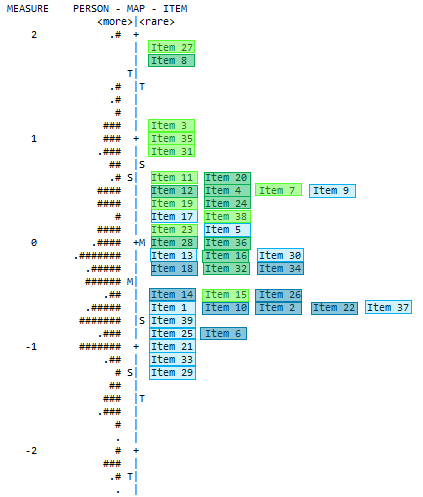 MEASURE PERSON - MAP - ITEM
<more>|<rare>
2 .# +
| Item 27
| Item 8
T|
.# |T
.# |
# |
### | Item 3
1 ### + Item 35
.### | Item 31
## |S
.# S| Item 11 Item 20
#### | Item 12 Item 4 Item 7 Item 9
#### | Item 19 Item 24
# | Item 17 Item 38
#### | Item 23 Item 5
0 .#### +M Item 28 Item 36
.####### | Item 13 Item 16 Item 30
.##### | Item 18 Item 32 Item 34
###### M|
.## | Item 14 Item 15 Item 26
.##### | Item 1 Item 10 Item 2 Item 22 Item 37
####### |S Item 39
.### | Item 25 Item 6
-1 ####### + Item 21
.## | Item 33
# S| Item 29
## |
### |T
.### |
# |
. |
-2 # +
### |
.# T|
. |